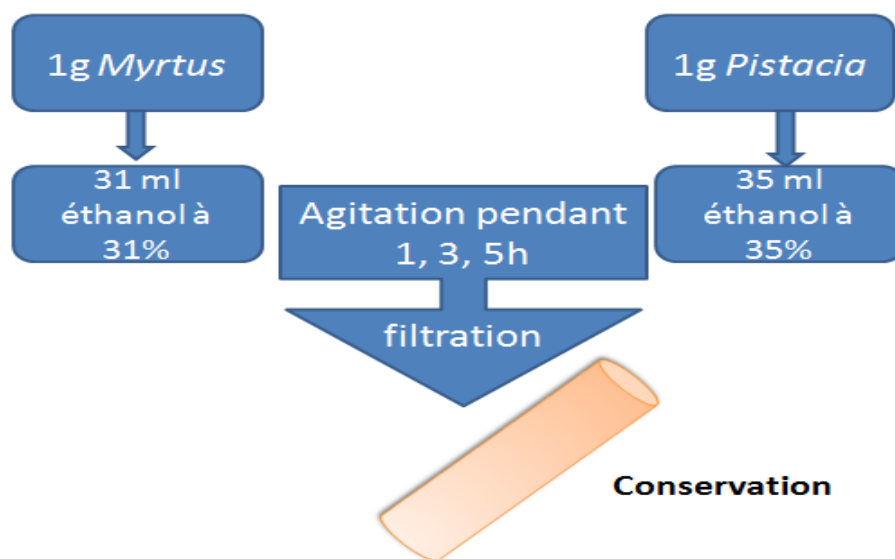 1g Myrtus
31 ml
éthanol à
31%
1g Pistacia
35 ml
éthanol à
35%
Agitation pendant
1, 3, 5h
filtration
Conservation